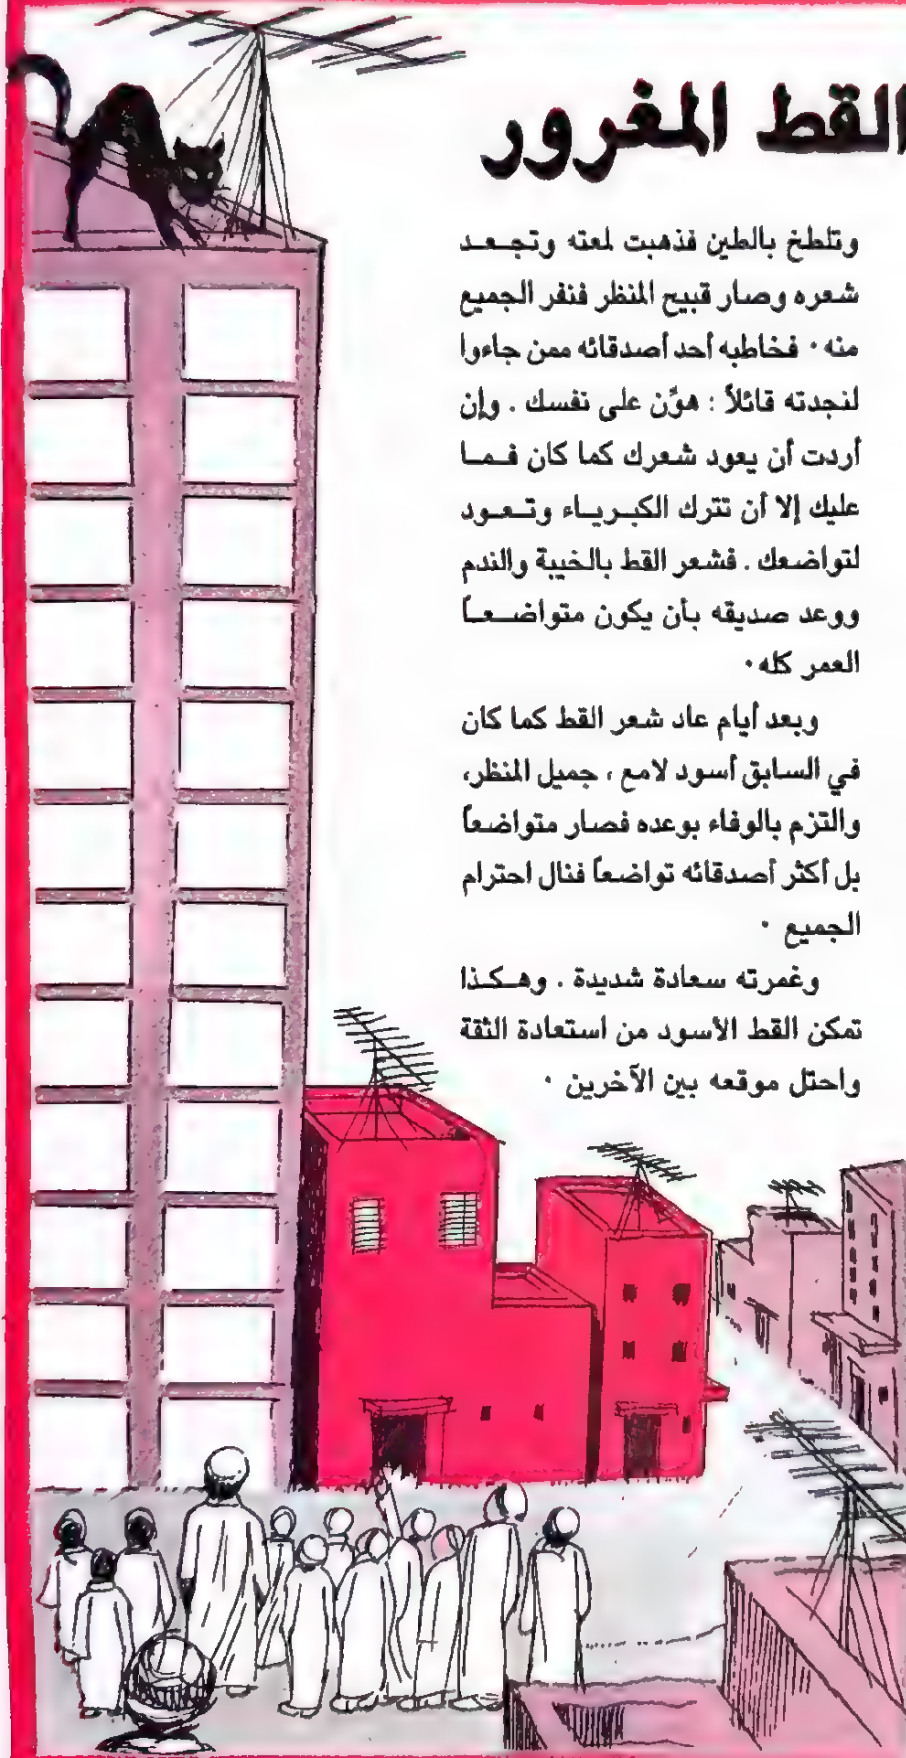 القط المغرور
وتلطخ بالطين فذهبت لمعته وتجعد
شعره وصار قبيح المنظر فنفر الجميع
منه . فخاطبه أحد أصدقائه ممن جاءوا
لنجدته قائلاً : هوِّن على نفسك . وإن
أردت أن يعود شعرك كما كان فما
عليك إلا أن تترك الكبرياء وتعود
لتواضعك . فشعر القط بالخيبة والندم
ووعد صديقه بأن يكون متواضعاً
العمر كله .
وبعد أيام عاد شعر القط كما كان
في السابق أسود لامع ، جميل المنظر،
والتزم بالوفاء بوعده فصار متواضعاً
بل أكثر أصدقائه تواضعاً فنال احترام
الجميع .
وغمرته سعادة شديدة . وهكذا
تمكن القط الأسود من استعادة الثقة
واحتل موقعه بين الآخرين .